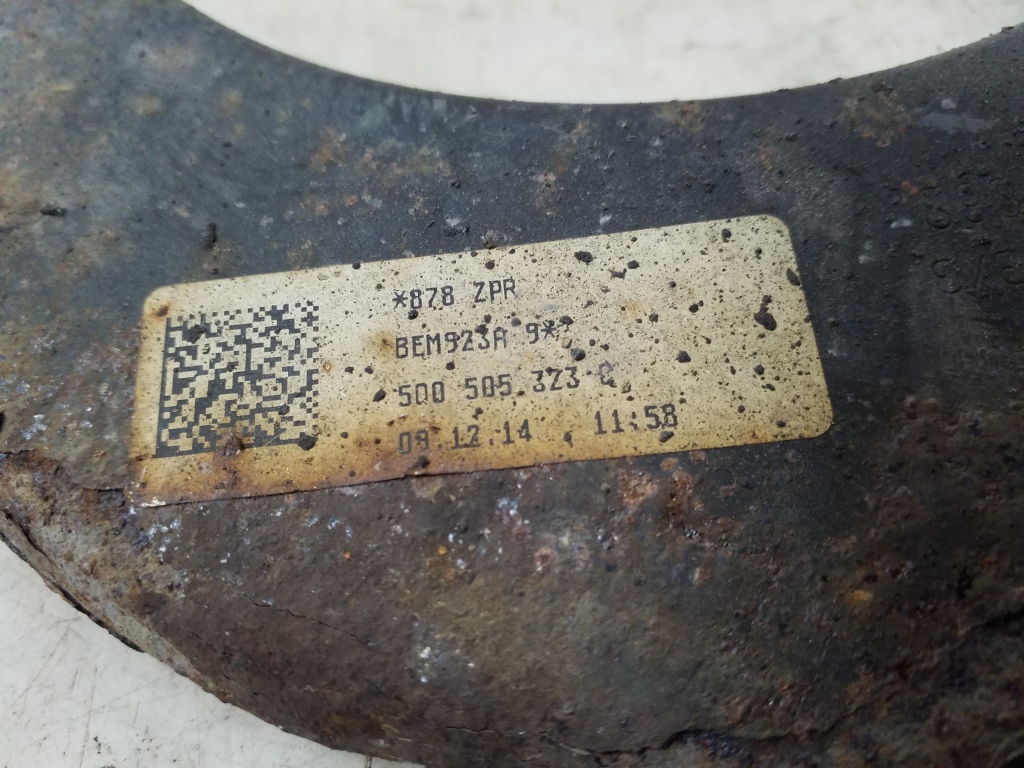 *878 ZPR
BEM923A 9*
5Q0 505 323
09.12.14 11:58